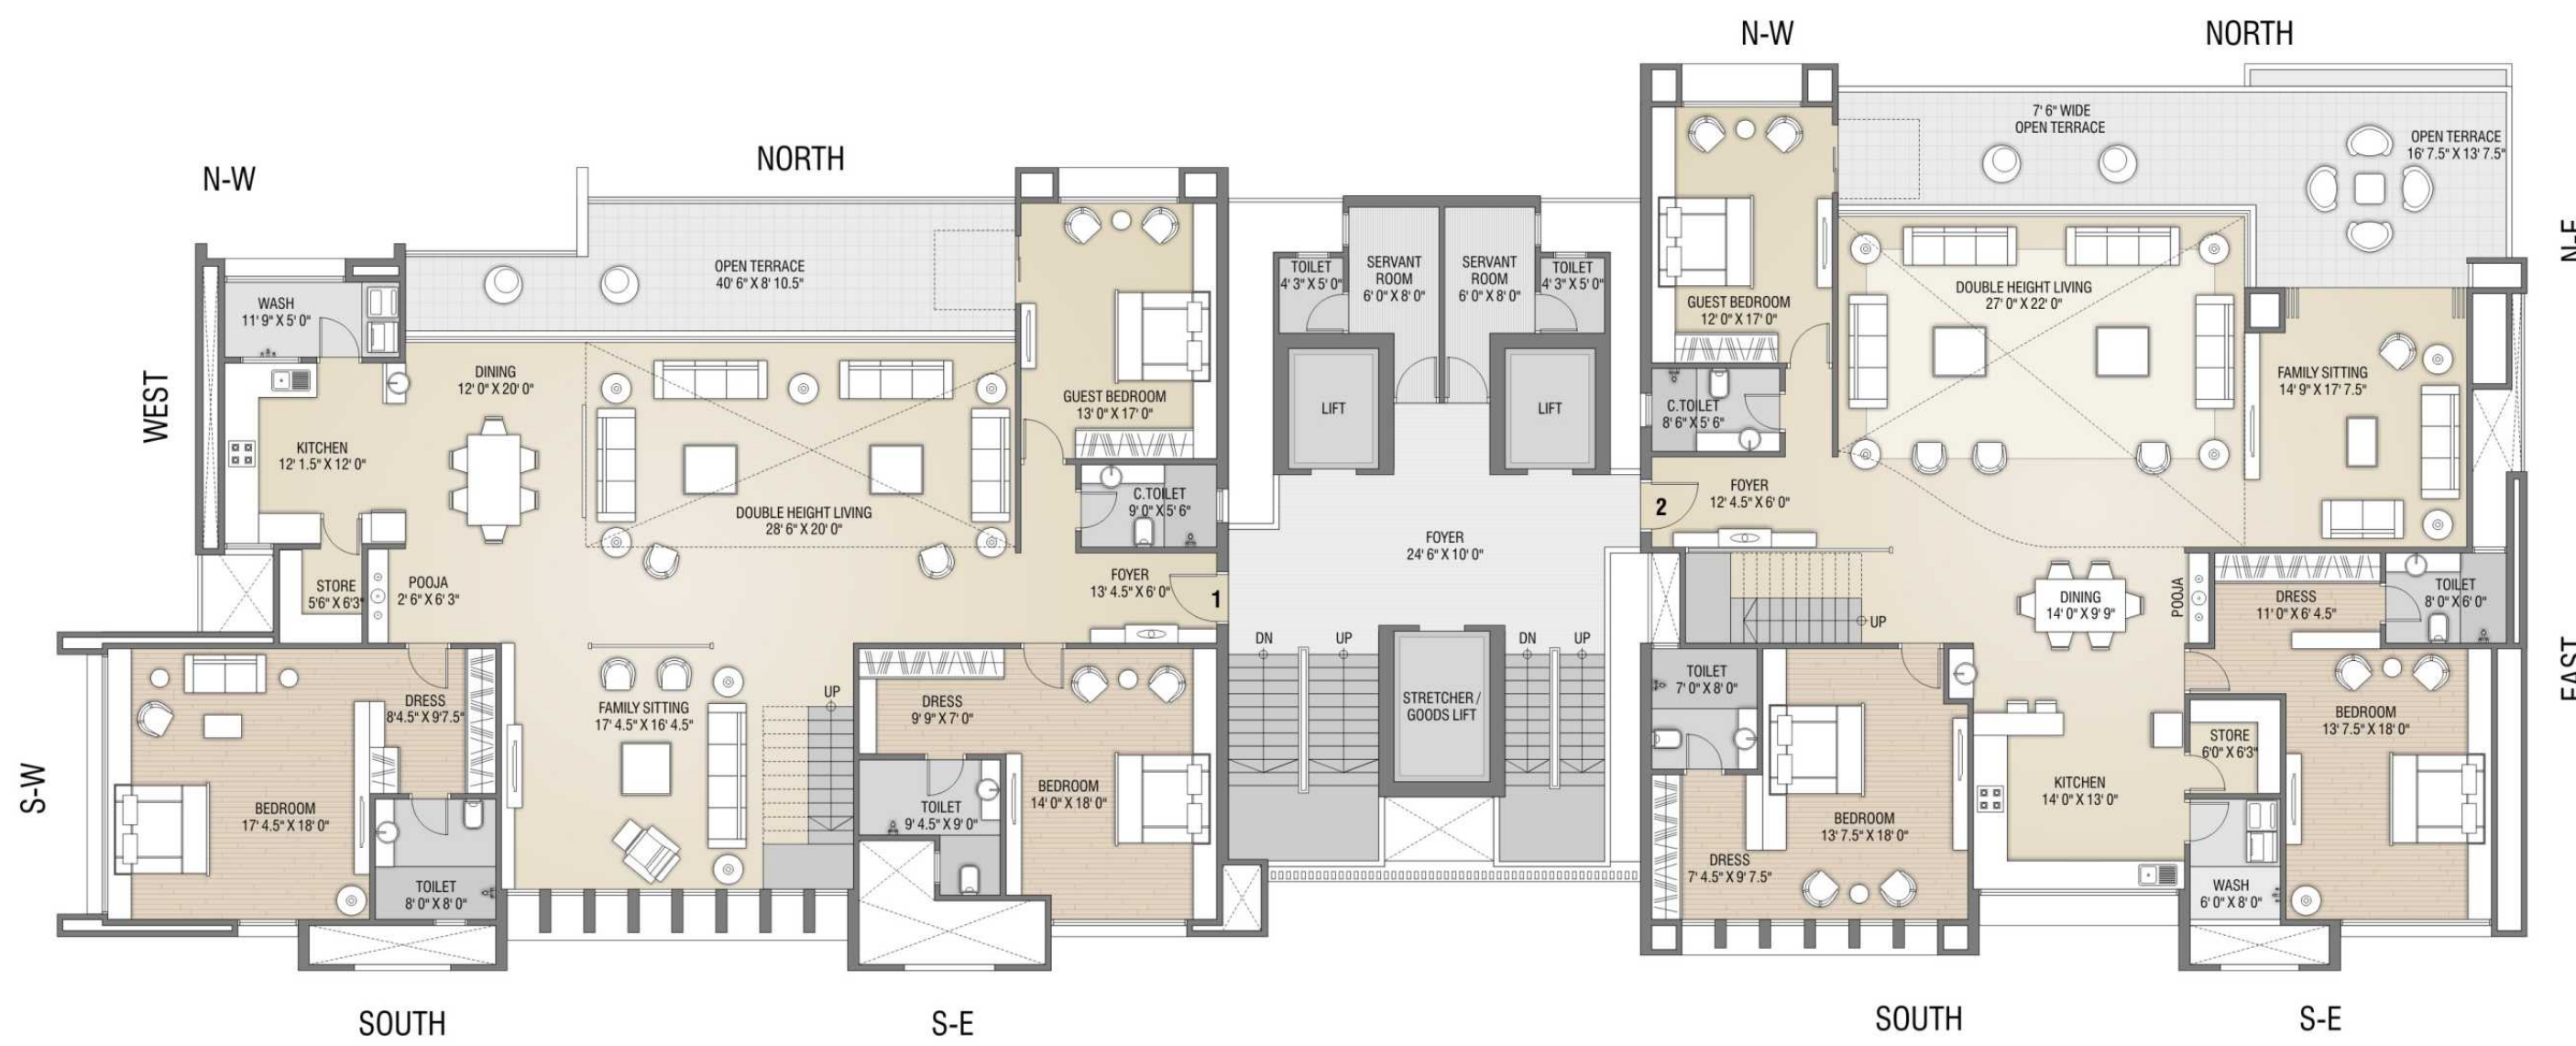 N-W
NORTH
NORTH
N-W
WEST
S-W
SOUTH
S-E
WASH
11' 9" X 5' 0"
OPEN TERRACE
40' 6" X 8' 10.5"
DINING
12' 0" X 20' 0"
KITCHEN
12' 1.5" X 12' 0"
STORE
5'6" X 6'3"
POOJA
2' 6" X 6' 3"
DOUBLE HEIGHT LIVING
28' 6" X 20' 0"
GUEST BEDROOM
13' 0" X 17' 0"
C.TOILET
9' 0" X 5' 6"
FOYER
13' 4.5" X 6' 0"
1
DRESS
8'4.5" X 9'7.5"
BEDROOM
17' 4.5" X 18' 0"
TOILET
8' 0" X 8' 0"
FAMILY SITTING
17' 4.5" X 16' 4.5"
UP
DRESS
9' 9" X 7' 0"
TOILET
9' 4.5" X 9' 0"
BEDROOM
14' 0" X 18' 0"
TOILET
4' 3" X 5' 0"
SERVANT
ROOM
6' 0" X 8' 0"
SERVANT
ROOM
6' 0" X 8' 0"
TOILET
4' 3" X 5' 0"
LIFT
LIFT
FOYER
24' 6" X 10' 0"
DN
UP
DN
UP
STRETCHER /
GOODS LIFT
7' 6" WIDE
OPEN TERRACE
OPEN TERRACE
16' 7.5" X 13' 7.5"
GUEST BEDROOM
12' 0" X 17' 0"
DOUBLE HEIGHT LIVING
27' 0" X 22' 0"
FAMILY SITTING
14' 9" X 17' 7.5"
C.TOILET
8' 6" X 5' 6"
FOYER
12' 4.5" X 6' 0"
2
UP
DINING
14' 0" X 9' 9"
POOJA
DRESS
11' 0" X 6' 4.5"
TOILET
8' 0" X 6' 0"
TOILET
7' 0" X 8' 0"
BEDROOM
13' 7.5" X 18' 0"
DRESS
7' 4.5" X 9' 7.5"
KITCHEN
14' 0" X 13' 0"
STORE
6'0" X 6'3"
WASH
6' 0" X 8' 0"
BEDROOM
13' 7.5" X 18' 0"
N-E
EAST
SOUTH
S-E